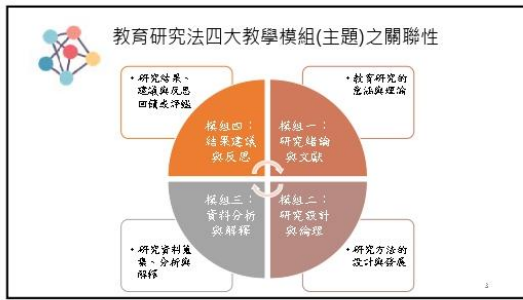 教育研究法四大教學模組(主題)之關聯性
• 研究結果、
建議與反思
回饋或評鑑
• 教育研究的
意涵與理論
模組四：
結果建議
與反思
模組一：
研究緒論
與文獻
模組三：
資料分析
與解釋
模組二：
研究設計
與倫理
• 研究資料蒐
集、分析與
解釋
• 研究方法的
設計與發展